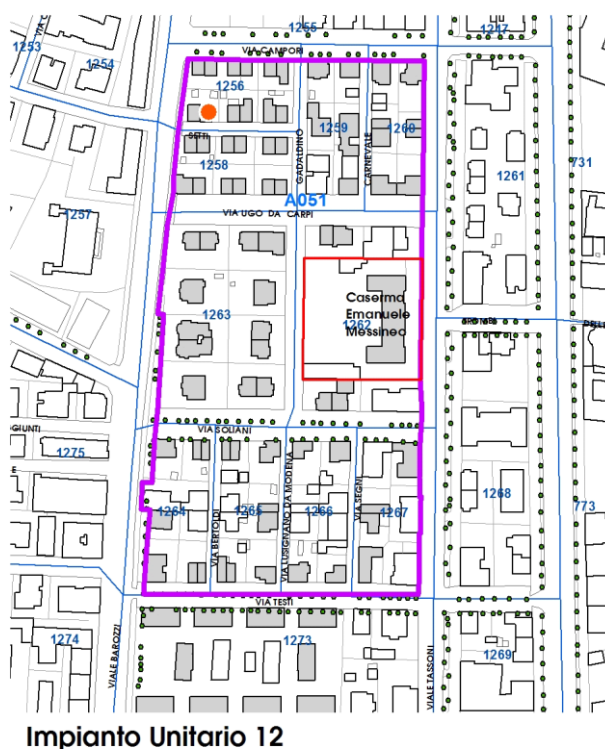 1255
1217
1253
VIA CAMPORI
1254
1256
1259
1260
SETTI
GADALDINO
CARNEVALE
1258
1261
731
A051
1257
VIA UGO DA CARPI
Caserma
Emanuele
Messineo
1263
1262
VIA SOLIANI
1275
VIA BERTOLDI
VIA LUSIGNANO DA MODENA
VIA SEGNI
1264
1265
1266
1267
1268
773
VIA TESTI
1274
VIALE BAROZZI
1273
VIALE TASSONI
1269
Impianto Unitario 12